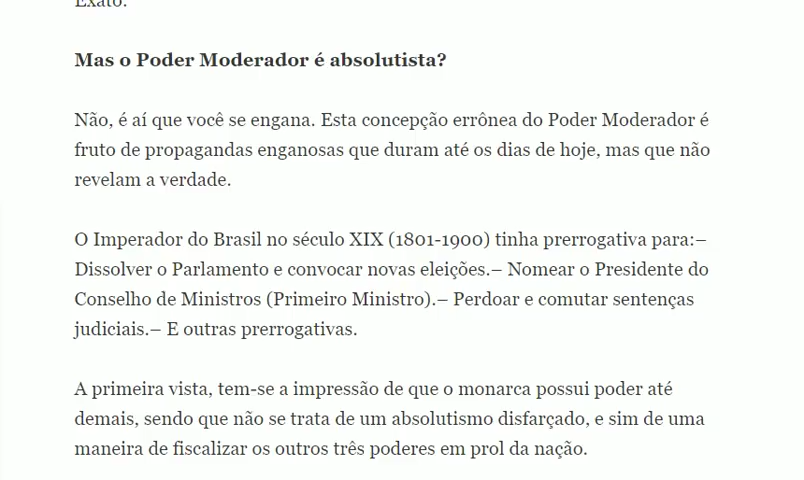 Exato.
Mas o Poder Moderador é absolutista?
Não, é aí que você se engana. Esta concepção errônea do Poder Moderador é
fruto de propagandas enganosas que duram até os dias de hoje, mas que não
revelam a verdade.
O Imperador do Brasil no século XIX (1801-1900) tinha prerrogativa para:–
Dissolver o Parlamento e convocar novas eleições.– Nomear o Presidente do
Conselho de Ministros (Primeiro Ministro).– Perdoar e comutar sentenças
judiciais.– E outras prerrogativas.
A primeira vista, tem-se a impressão de que o monarca possui poder até
demais, sendo que não se trata de um absolutismo disfarçado, e sim de uma
maneira de fiscalizar os outros três poderes em prol da nação.